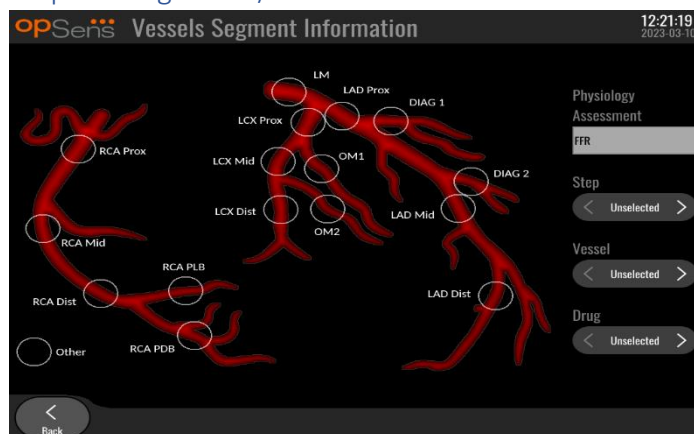 opSens Vessels Segment Information
12:21:19
2023-03-10
LM
LAD Prox
DIAG 1
LCX Prox
RCA Prox
LCX Mid
OM1
DIAG 2
LCX Dist
OM2
LAD Mid
RCA Mid
RCA PLB
RCA Dist
LAD Dist
RCA PDB
Other
Physiology
Assessment
FFR
Step
< Unselected >
Vessel
< Unselected >
Drug
< Unselected >
<
Back